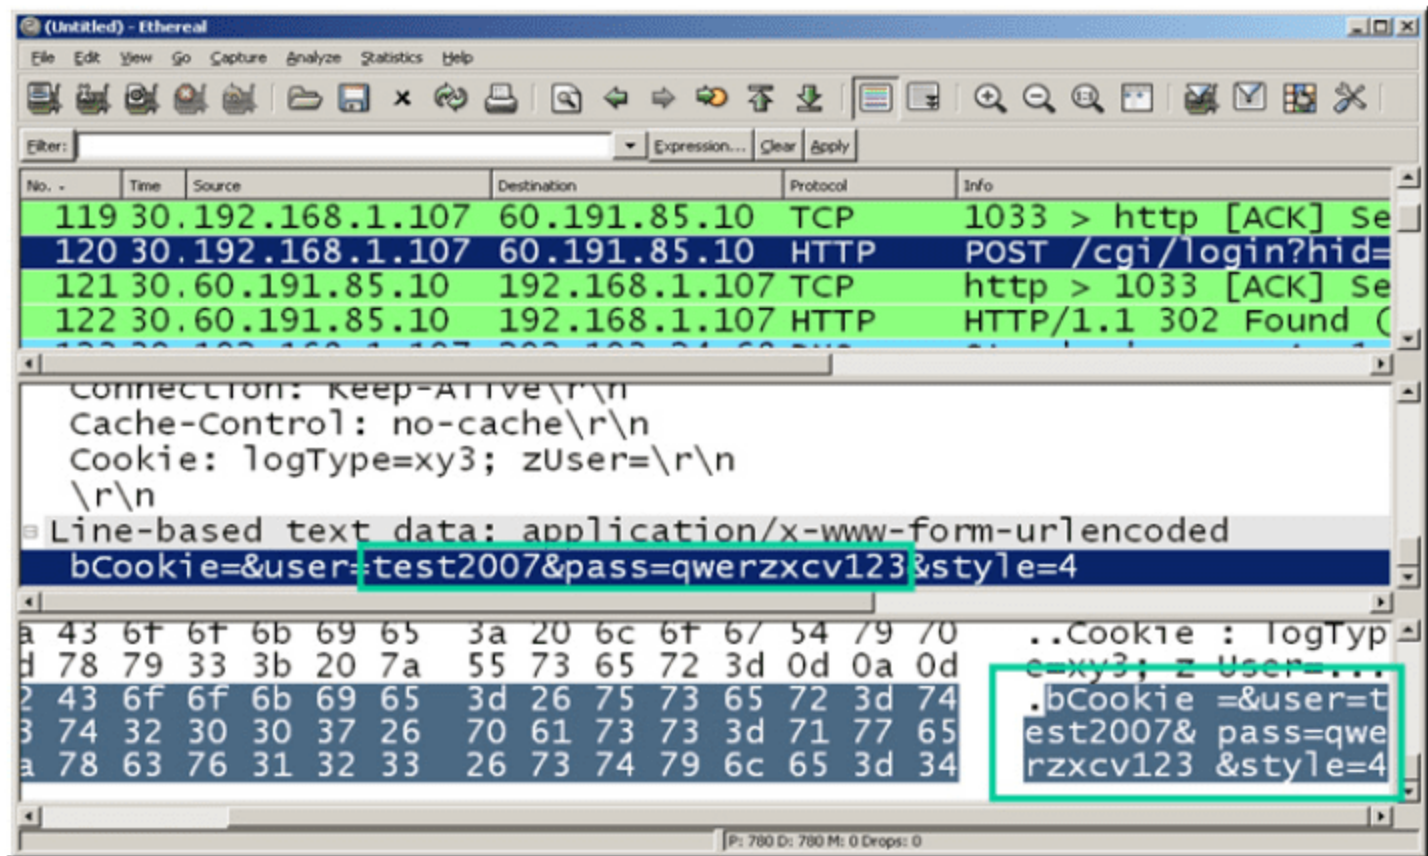 (Untitled) - Ethereal
File Edit View Go Capture Analyze Statistics Help
Filter: Expression... Clear Apply
No. - Time Source Destination Protocol Info
119 30. 192.168.1.107 60.191.85.10 TCP 1033 > http [ACK] Se
120 30. 192.168.1.107 60.191.85.10 HTTP POST /cgi/login?hid=
121 30. 60.191.85.10 192.168.1.107 TCP http > 1033 [ACK] Se
122 30. 60.191.85.10 192.168.1.107 HTTP HTTP/1.1 302 Found (
Connection: Keep-Alive\r\n
Cache-Control: no-cache\r\n
Cookie: logType=xy3; zUser=\r\n
\r\n
Line-based text data: application/x-www-form-urlencoded
bCookie=&user=test2007&pass=qwerzxcv123&style=4
a 43 6f 6f 6b 69 65 3a 20 6c 6f 67 54 79 70 ..Cookie : logTyp
d 78 79 33 3b 20 7a 55 73 65 72 3d 0d 0a 0d e=xy3; z User=....
2 43 6f 6f 6b 69 65 3d 26 75 73 65 72 3d 74 .bCookie =&user=t
3 74 32 30 30 37 26 70 61 73 73 3d 71 77 65 est2007& pass=qwe
a 78 63 76 31 32 33 26 73 74 79 6c 65 3d 34 rzxcv123 &style=4
P: 780 D: 780 M: 0 Drops: 0